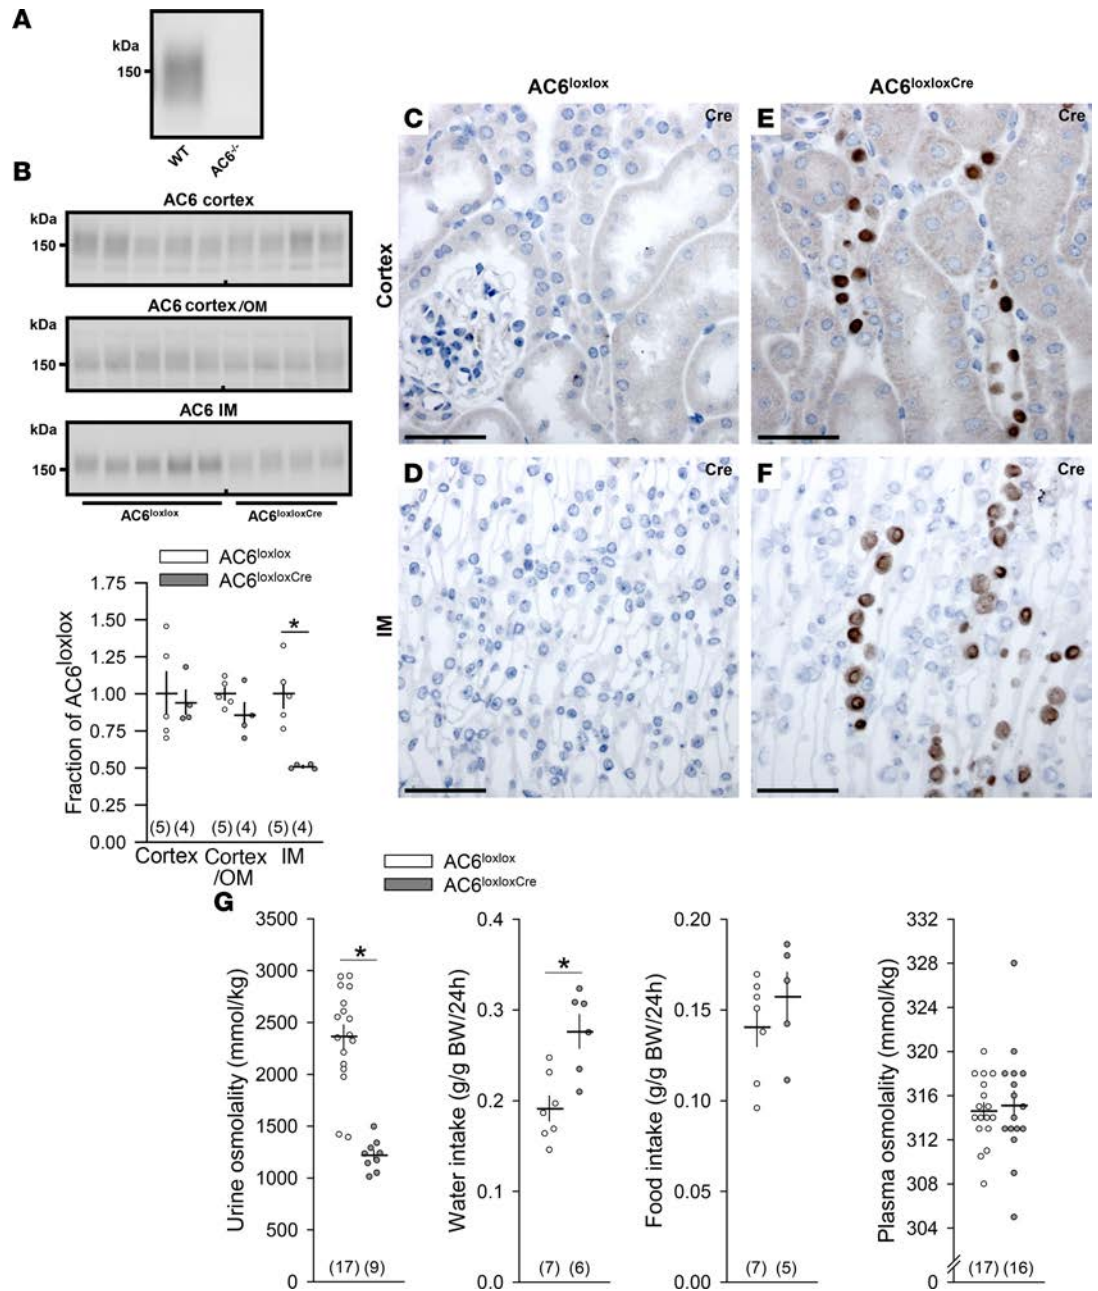 A
kDa
150
WT
AC6-/-
B
AC6 cortex
kDa
150
AC6 cortex/OM
kDa
150
AC6 IM
kDa
150
AC6loxlox
AC6loxloxCre
AC6loxlox
AC6loxloxCre
Fraction of AC6loxlox
1.75
1.50
*
1.25
1.00
0.75
0.50
0.25
0.00
(5) (4)
(5) (4)
(5) (4)
Cortex
Cortex
/OM
IM
AC6loxlox
AC6loxloxCre
Cortex
IM
C
Cre
E
Cre
D
Cre
F
Cre
AC6loxlox
AC6loxloxCre
G
Urine osmolality (mmol/kg)
3500
3000
2500
2000
1500
1000
500
0
*
(17) (9)
Water intake (g/g BW/24h)
0.4
0.3
0.2
0.1
0.0
*
(7) (6)
Food intake (g/g BW/24h)
0.20
0.15
0.10
0.05
0.00
(7) (5)
Plasma osmolality (mmol/kg)
332
328
324
320
316
312
308
304
0
(17) (16)